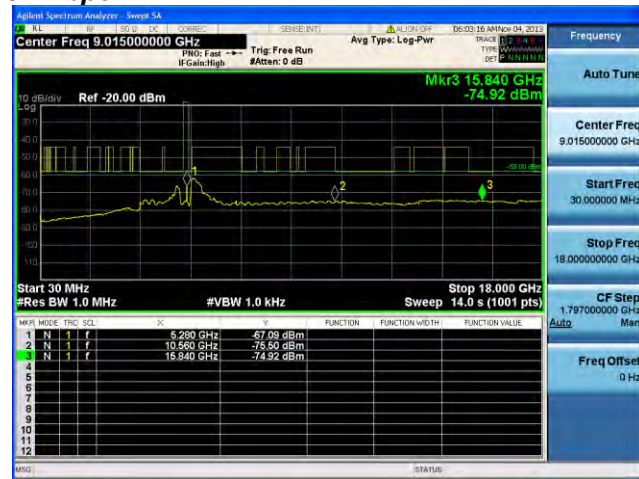 Agilent Spectrum Analyzer - Swept SA
RL RF 50 Ω DC CORREC SENSE:INT ALIGN OFF 06:03:16 AM Nov 04, 2013
Center Freq 9.015000000 GHz
PNO: Fast
IFGain:High
Trig: Free Run
#Atten: 0 dB
Avg Type: Log-Pwr
TRACE
TYPE
DET P N N N N N
Mkr3 15.840 GHz
-74.92 dBm
10 dB/div
Log
Ref -20.00 dBm
-53.00 dBm
1
2
3
Start 30 MHz
#Res BW 1.0 MHz
#VBW 1.0 kHz
Stop 18.000 GHz
Sweep 14.0 s (1001 pts)
MKR MODE TRC SCL X Y FUNCTION FUNCTION WIDTH FUNCTION VALUE
1 N 1 f 5.280 GHz -67.09 dBm
2 N 1 f 10.560 GHz -75.50 dBm
3 N 1 f 15.840 GHz -74.92 dBm
4
5
6
7
8
9
10
11
12
MSG STATUS
Frequency
Auto Tune
Center Freq
9.015000000 GHz
Start Freq
30.000000 MHz
Stop Freq
18.000000000 GHz
CF Step
1.797000000 GHz
Auto Man
Freq Offset
0 Hz